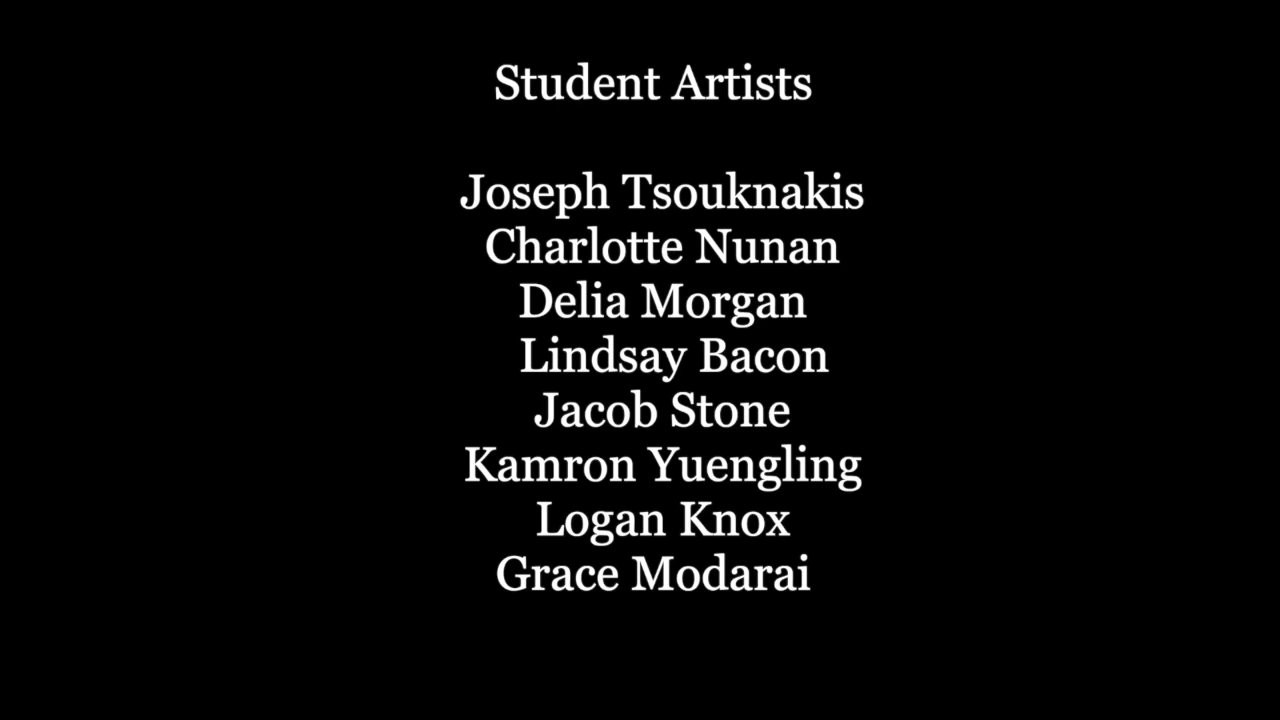 Student Artists
Joseph Tsouknakis
Charlotte Nunan
Delia Morgan
Lindsay Bacon
Jacob Stone
Kamron Yuengling
Logan Knox
Grace Modarai